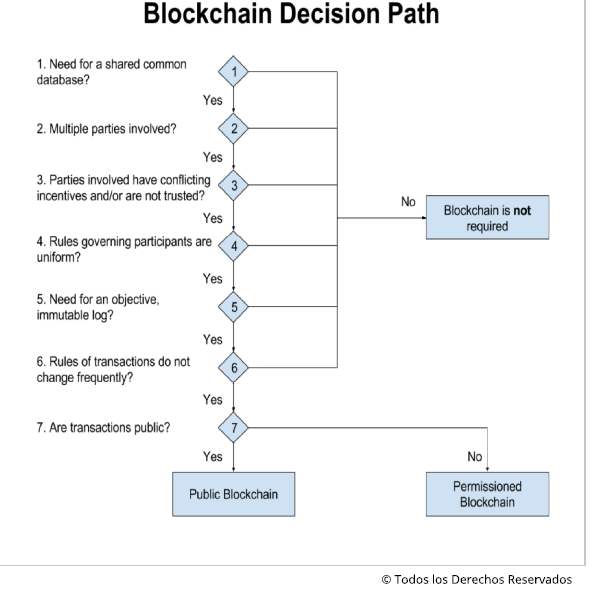 Blockchain Decision Path
1. Need for a shared common
database?
1
Yes
2. Multiple parties involved?
2
Yes
3. Parties involved have conflicting
incentives and/or are not trusted?
3
Yes
No
Blockchain is not
required
4. Rules governing participants are
uniform?
4
Yes
5. Need for an objective,
immutable log?
5
Yes
6. Rules of transactions do not
change frequently?
6
Yes
7. Are transactions public?
7
Yes
No
Public Blockchain
Permissioned
Blockchain
© Todos los Derechos Reservados